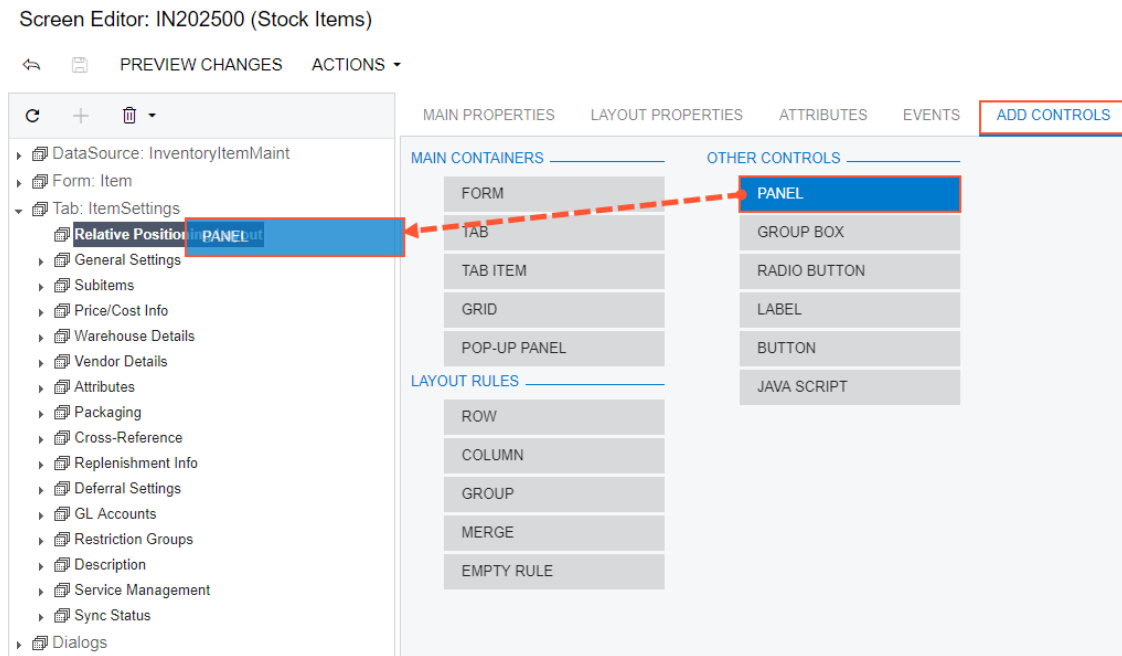 Screen Editor: IN202500 (Stock Items)
PREVIEW CHANGES ACTIONS
MAIN PROPERTIES LAYOUT PROPERTIES ATTRIBUTES EVENTS ADD CONTROLS
DataSource: InventoryItemMaint
Form: Item
Tab: ItemSettings
Relative Positionin PANEL out
General Settings
Subitems
Price/Cost Info
Warehouse Details
Vendor Details
Attributes
Packaging
Cross-Reference
Replenishment Info
Deferral Settings
GL Accounts
Restriction Groups
Description
Service Management
Sync Status
Dialogs
MAIN CONTAINERS
FORM
TAB
TAB ITEM
GRID
POP-UP PANEL
LAYOUT RULES
ROW
COLUMN
GROUP
MERGE
EMPTY RULE
OTHER CONTROLS
PANEL
GROUP BOX
RADIO BUTTON
LABEL
BUTTON
JAVA SCRIPT